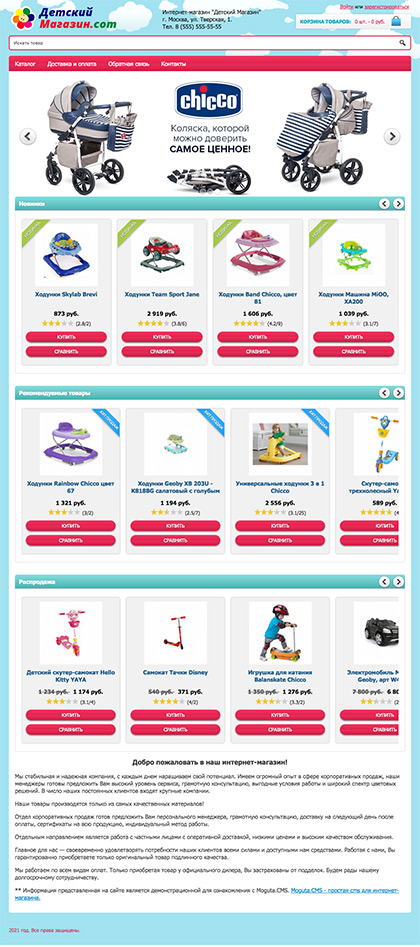 Войти или зарегистрироваться
Детский
Магазин.com
Интернет-магазин "Детский Магазин"
г. Москва, ул. Тверская, 1.
Тел. 8 (555) 555-55-55
КОРЗИНА ТОВАРОВ: 0 шт. - 0 руб.
Искать товар
Каталог Доставка и оплата Обратная связь Контакты
chicco
Коляска, которой
можно доверить
САМОЕ ЦЕННОЕ!
Новинки
Ходунки Skylab Brevi
873 руб.
(2.8/2)
КУПИТЬ
СРАВНИТЬ
Ходунки Team Sport Jane
2 919 руб.
(3.8/6)
КУПИТЬ
СРАВНИТЬ
Ходунки Band Chicco, цвет
81
1 606 руб.
(4.2/9)
КУПИТЬ
СРАВНИТЬ
Ходунки Машина MiOO,
XA200
1 039 руб.
(3.1/7)
КУПИТЬ
СРАВНИТЬ
Рекомендуемые товары
Ходунки Rainbow Chicco цвет
67
1 321 руб.
(3/2)
КУПИТЬ
СРАВНИТЬ
Ходунки Geoby XB 203U -
K818BG салатовый с голубым
1 194 руб.
(2.5/7)
КУПИТЬ
СРАВНИТЬ
Универсальные ходунки 3 в 1
Chicco
2 556 руб.
(3.1/25)
КУПИТЬ
СРАВНИТЬ
Скутер-самокат
трехколесный Ya
589 руб.
КУПИТЬ
СРАВНИТЬ
Распродажа
Детский скутер-самокат Hello
Kitty YAYA
1 234 руб. 1 174 руб.
(3.1/4)
КУПИТЬ
СРАВНИТЬ
Самокат Тачки Disney
540 руб. 371 руб.
(4/2)
КУПИТЬ
СРАВНИТЬ
Игрушка для катания
Balanskate Chicco
1 350 руб. 1 276 руб.
(3.3/2)
КУПИТЬ
СРАВНИТЬ
Электромобиль М
Geoby, арт W4
7 800 руб. 6 80
КУПИТЬ
СРАВНИТЬ
Добро пожаловать в наш интернет-магазин!
Мы стабильная и надежная компания, с каждым днем наращиваем свой потенциал. Имеем огромный опыт в сфере корпоративных продаж, наши
менеджеры готовы предложить Вам высокий уровень сервиса, грамотную консультацию, выгодные условия работы и широкий спектр цветовых
решений. В число наших постоянных клиентов входят крупные компании.
Наши товары производятся только из самых качественных материалов!
Отдел корпоративных продаж готов предложить Вам персонального менеджера, грамотную консультацию, доставку на следующий день после
оплаты, сертификаты на всю продукцию, индивидуальный метод работы.
Отдельным направлением является работа с частными лицами с оперативной доставкой, низкими ценами и высоким качеством обслуживания.
Главное для нас — своевременно удовлетворять потребности наших клиентов всеми силами и доступными нам средствами. Работая с нами, Вы
гарантированно приобретаете только оригинальный товар подлинного качества.
Мы работаем по всем видам оплат. Только приобретая товар у официального дилера, Вы застрахованы от подделок. Будем рады нашему
долгосрочному сотрудничеству.
** Информация представленная на сайте является демонстрационной для ознакомления с Moguta.CMS. Moguta.CMS - простая cms для интернет-
магазина.
2021 год. Все права защищены.